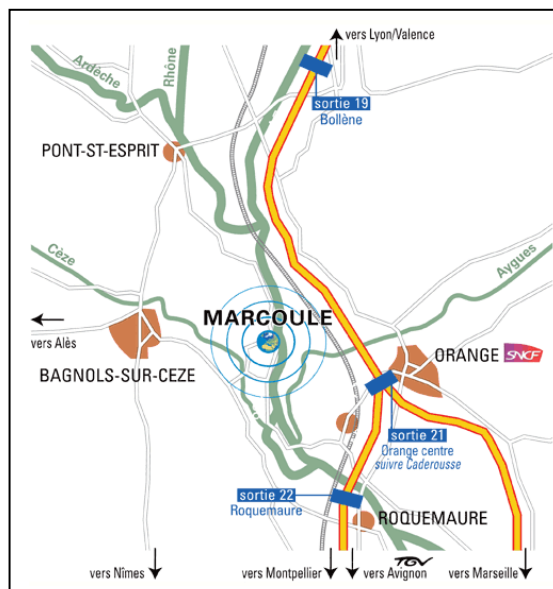 vers Lyon/Valence
Ardèche
Rhône
sortie 19
Bollène
PONT-ST-ESPRIT
Cèze
Aygues
MARCOULE
vers Alès
ORANGE SNCF
BAGNOLS-SUR-CEZE
sortie 21
Orange centre
suivre Caderousse
sortie 22
Roquemaure
ROQUEMAURE
TGV
vers Nîmes
vers Montpellier
vers Avignon
vers Marseille